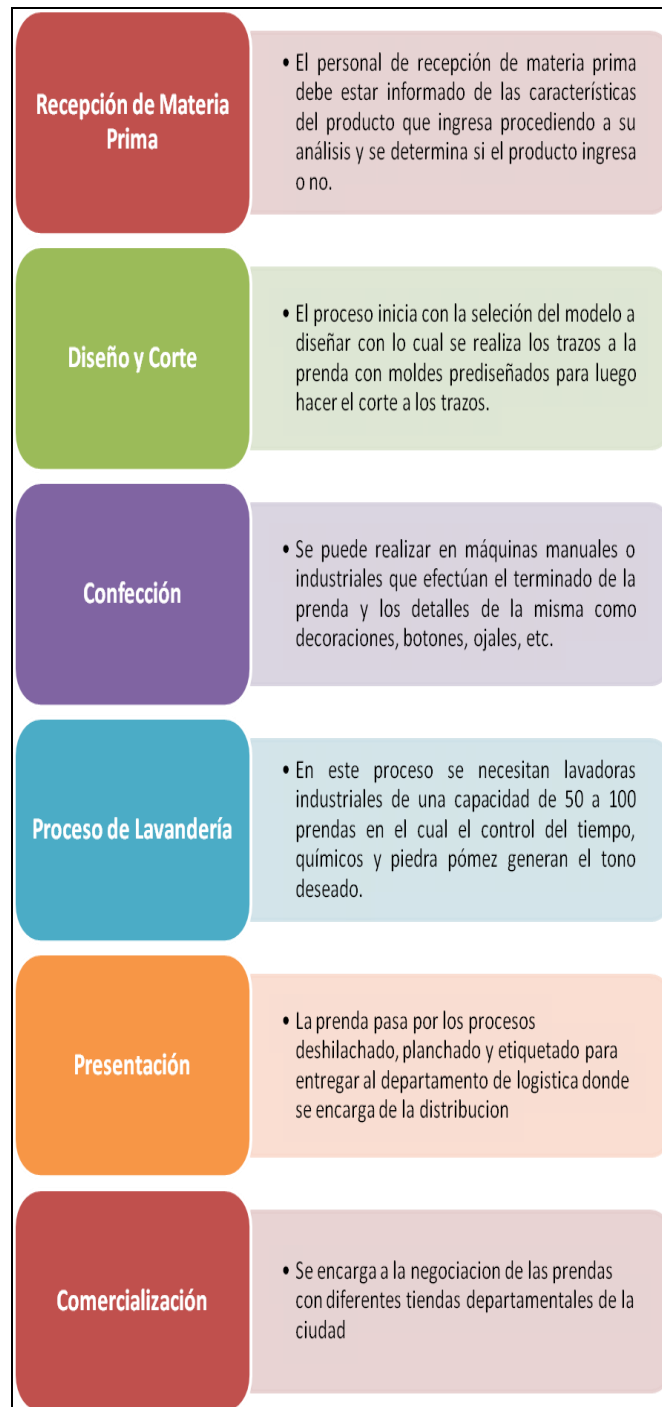 Recepción de Materia
Prima
• El personal de recepción de materia prima
debe estar informado de las características
del producto que ingresa procediendo a su
análisis y se determina si el producto ingresa
o no.
Diseño y Corte
• El proceso inicia con la seleción del modelo a
diseñar con lo cual se realiza los trazos a la
prenda con moldes prediseñados para luego
hacer el corte a los trazos.
Confección
• Se puede realizar en máquinas manuales o
industriales que efectúan el terminado de la
prenda y los detalles de la misma como
decoraciones, botones, ojales, etc.
Proceso de Lavandería
• En este proceso se necesitan lavadoras
industriales de una capacidad de 50 a 100
prendas en el cual el control del tiempo,
químicos y piedra pómez generan el tono
deseado.
Presentación
• La prenda pasa por los procesos
deshilachado, planchado y etiquetado para
entregar al departamento de logistica donde
se encarga de la distribucion
Comercialización
• Se encarga a la negociacion de las prendas
con diferentes tiendas departamentales de la
ciudad